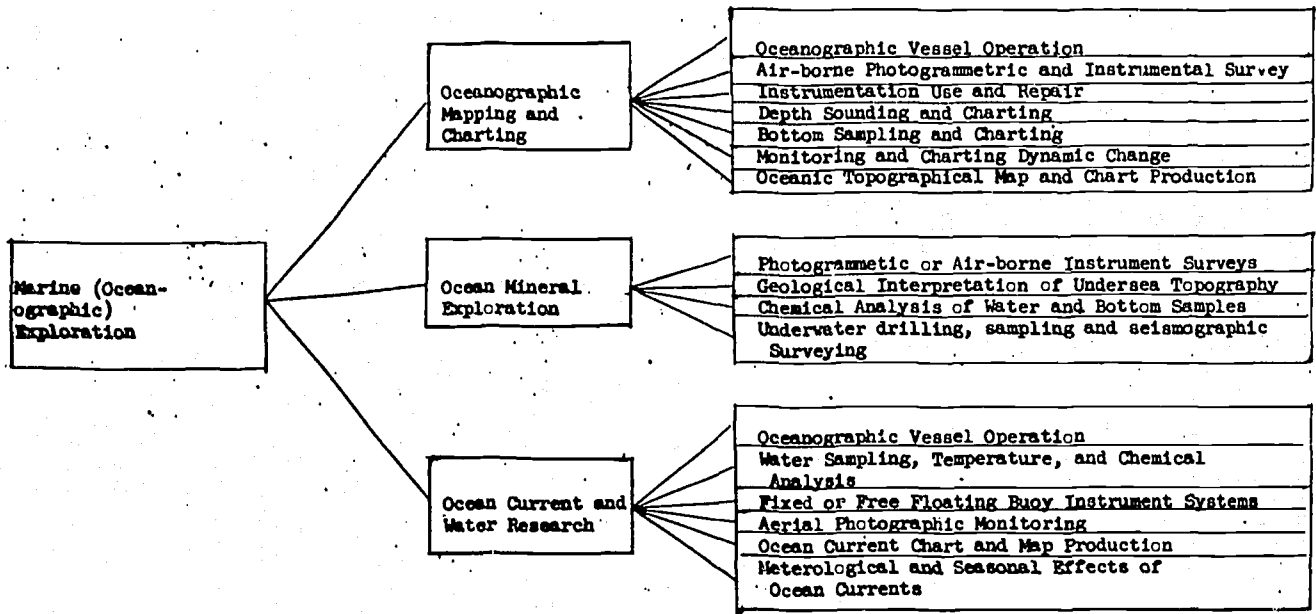 Marine (Ocean-
ographic)
Exploration
Oceanographic
Mapping and
Charting
Oceanographic Vessel Operation
Air-borne Photogrammetric and Instrumental Survey
Instrumentation Use and Repair
Depth Sounding and Charting
Bottom Sampling and Charting
Monitoring and Charting Dynamic Change
Oceanic Topographical Map and Chart Production
Ocean Mineral
Exploration
Photogrammetic or Air-borne Instrument Surveys
Geological Interpretation of Undersea Topography
Chemical Analysis of Water and Bottom Samples
Underwater drilling, sampling and seismographic
Surveying
Ocean Current and
Water Research
Oceanographic Vessel Operation
Water Sampling, Temperature, and Chemical
Analysis
Fixed or Free Floating Buoy Instrument Systems
Aerial Photographic Monitoring
Ocean Current Chart and Map Production
Meterological and Seasonal Effects of
Ocean Currents